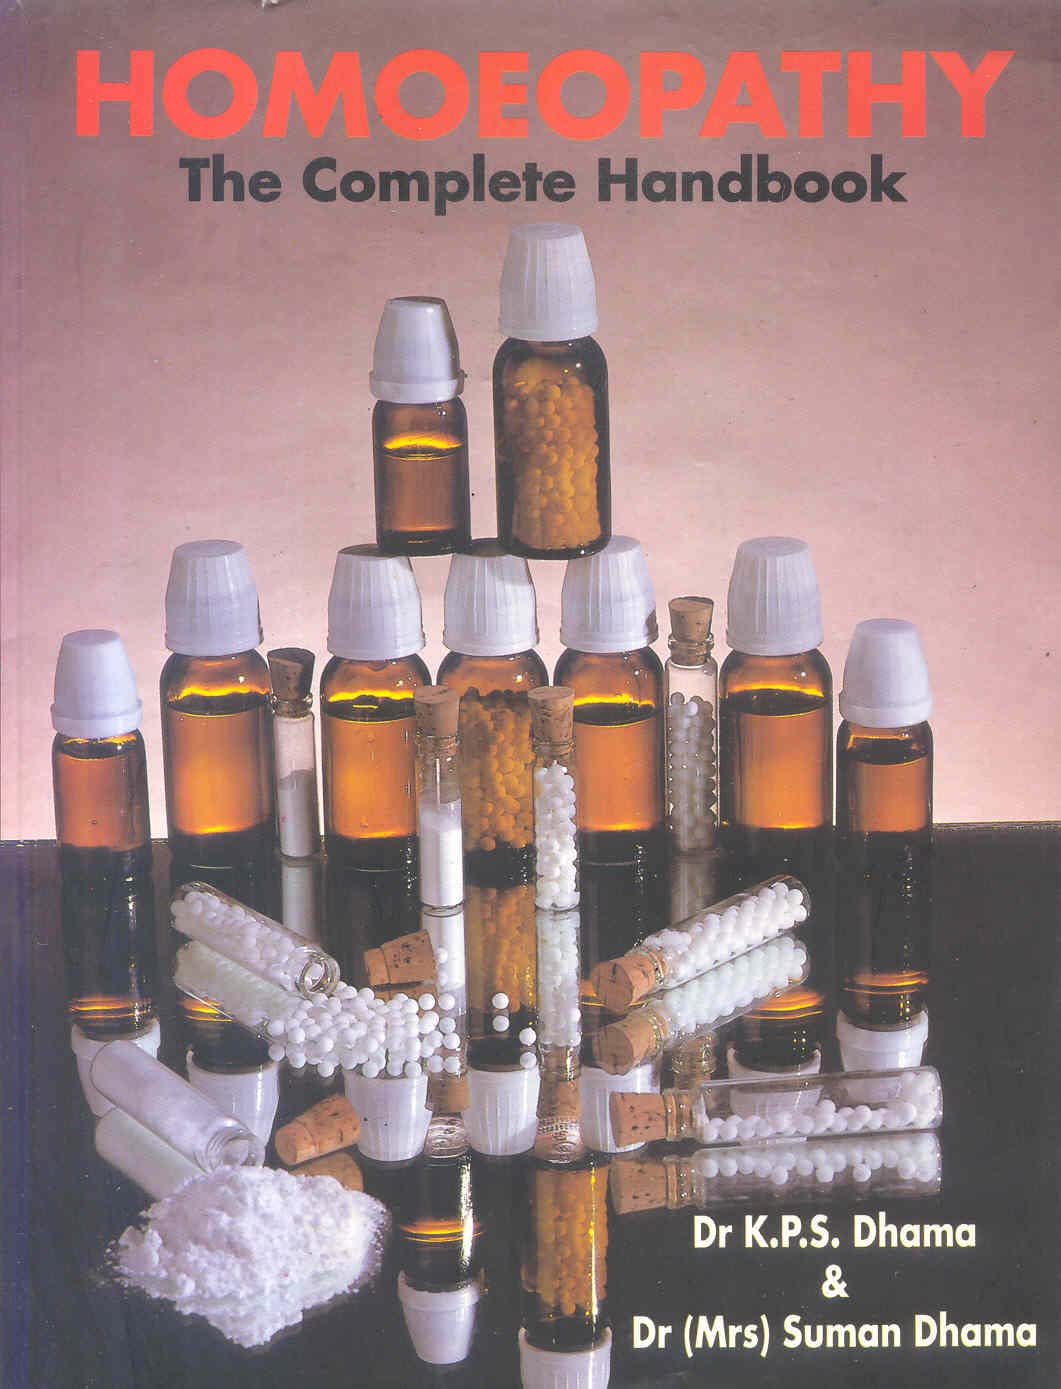 HOMOEOPATHY
The Complete Handbook
Dr K.P.S. Dhama
&
Dr (Mrs) Suman Dhama